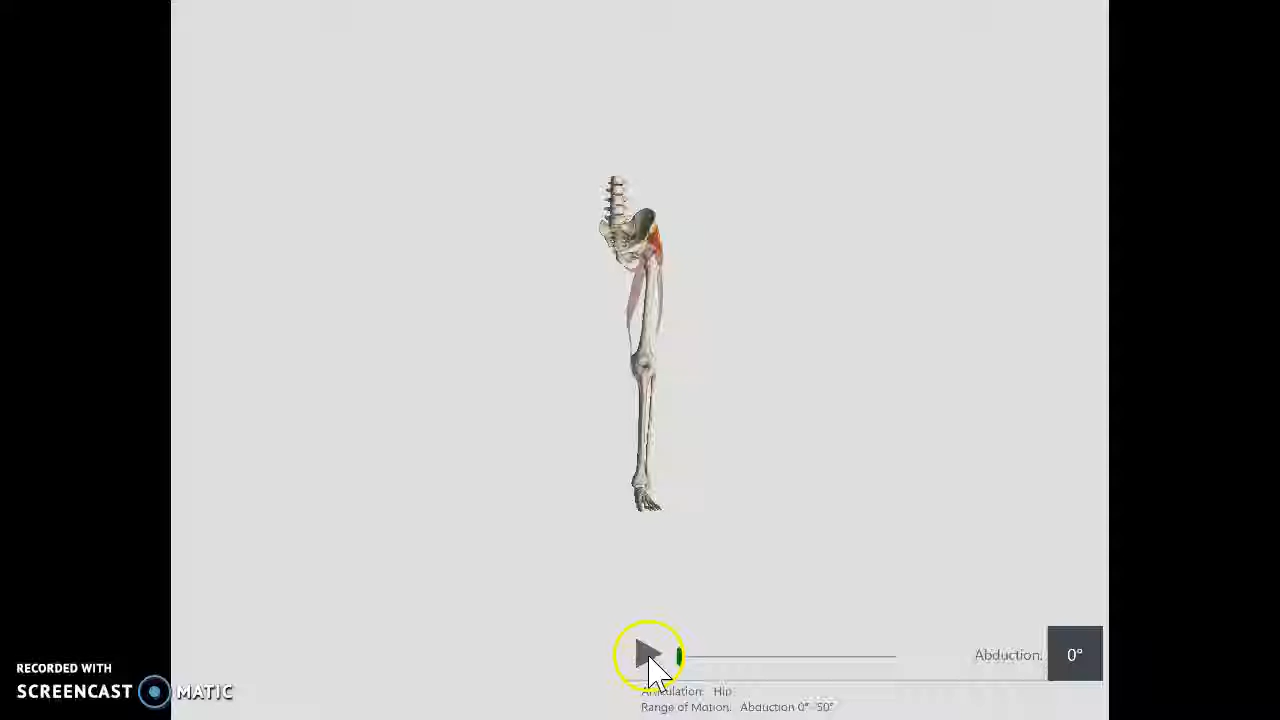 Abduction. 0°
RECORDED WITH
SCREENCAST MATIC
Articulation: Hip
Range of Motion. Abduction 0°-50°